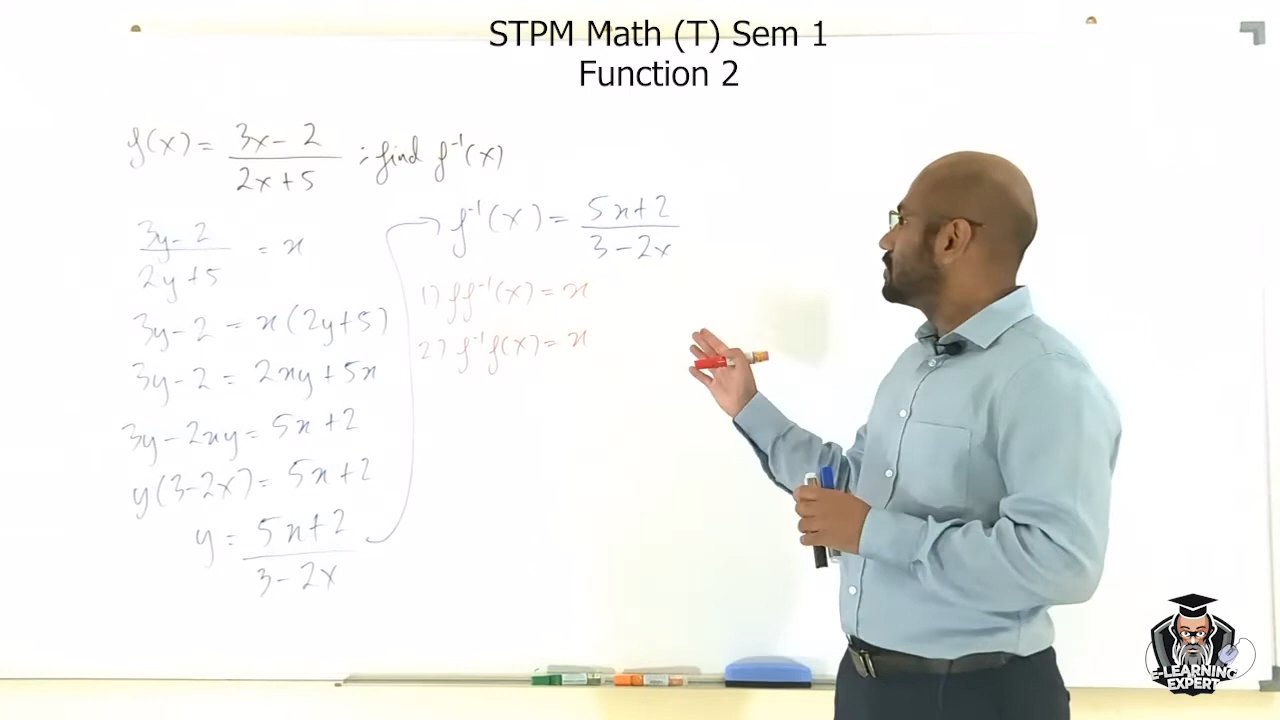 STPM Math (T) Sem 1
Function 2
f(x) = 3x - 2 / 2x + 5 ; find f⁻¹(x)
3y - 2 / 2y + 5 = x
3y - 2 = x(2y + 5)
3y - 2 = 2xy + 5x
3y - 2xy = 5x + 2
y(3 - 2x) = 5x + 2
y = 5x + 2 / 3 - 2x
f⁻¹(x) = 5x + 2 / 3 - 2x
1) ff⁻¹(x) = x
2) f⁻¹f(x) = x
E-LEARNING
EXPERT